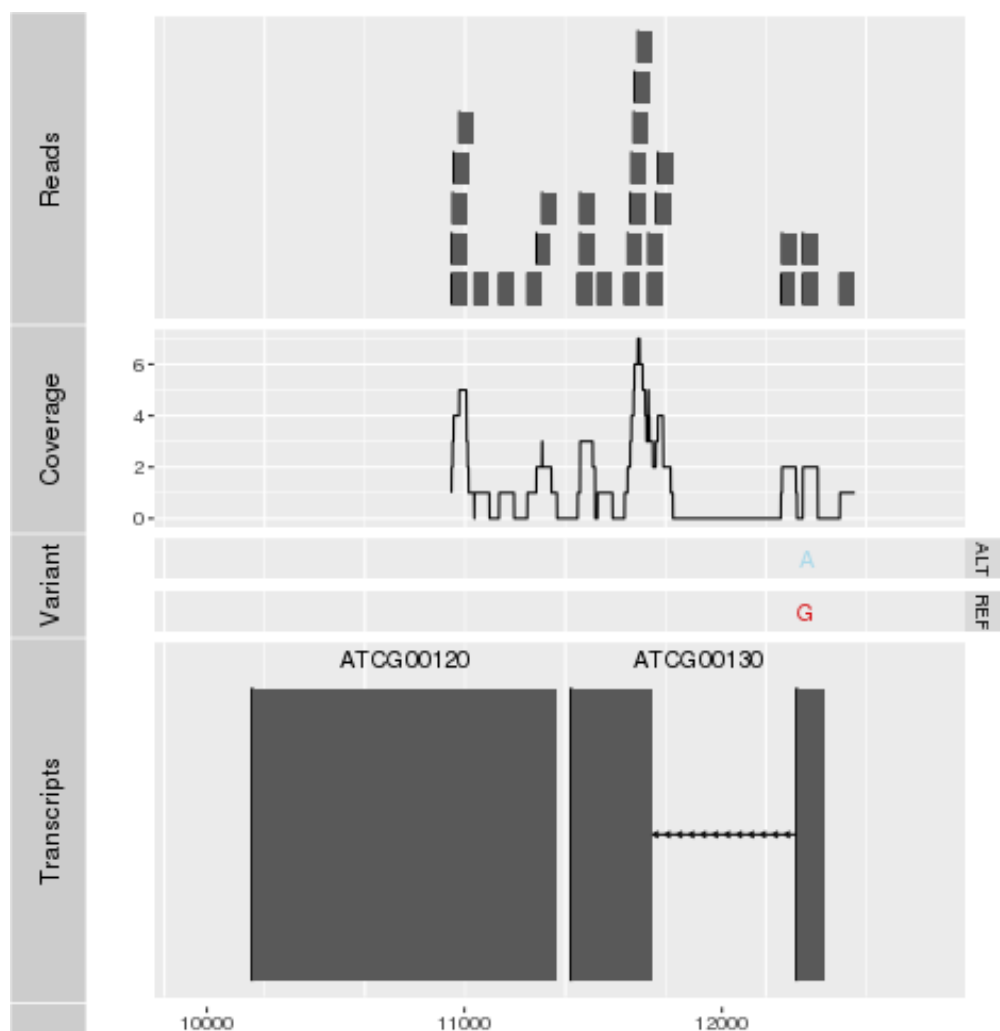 Reads
Coverage
6
4
2
0
Variant
A
ALT
G
REF
Transcripts
ATCG00120 ATCG00130
10000 11000 12000